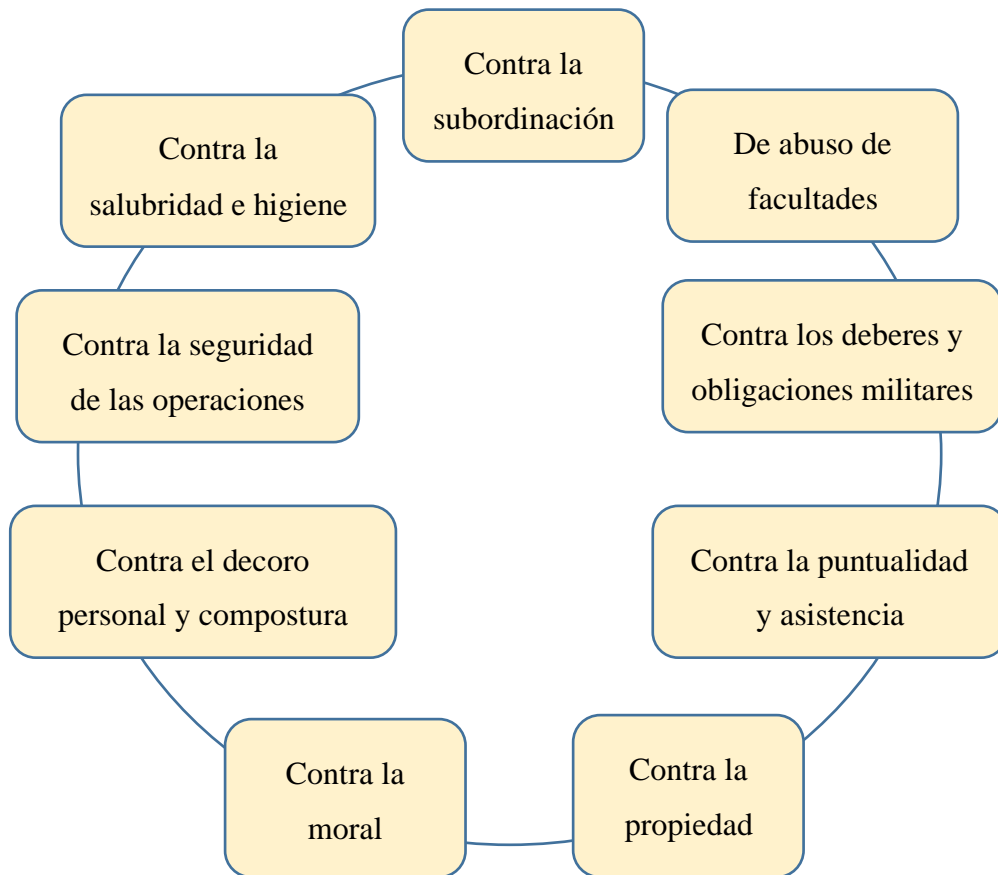 Contra la
subordinación
De abuso de
facultades
Contra los deberes y
obligaciones militares
Contra la puntualidad
y asistencia
Contra la
propiedad
Contra la
moral
Contra el decoro
personal y compostura
Contra la seguridad
de las operaciones
Contra la
salubridad e higiene